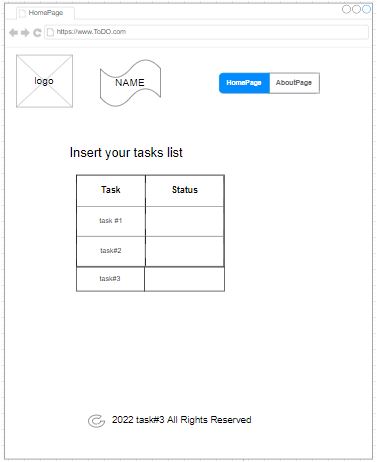 HomePage
https://www.ToDO.com
logo
NAME
HomePage AboutPage
Insert your tasks list
Task Status
task #1
task#2
task#3
2022 task#3 All Rights Reserved